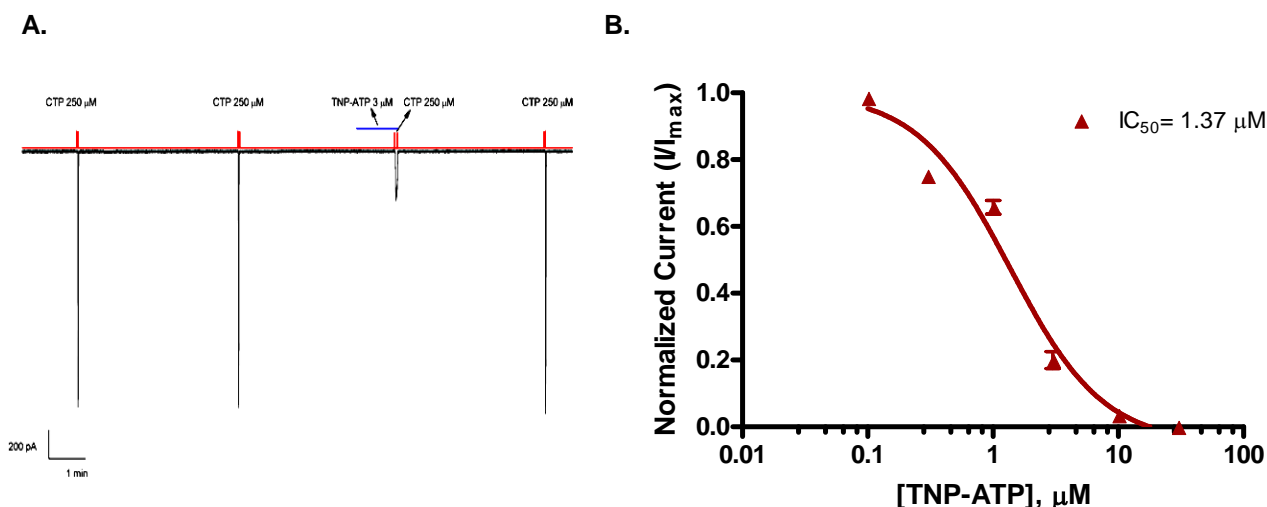 A.
CTP 250 μM
CTP 250 μM
TNP-ATP 3 μM
CTP 250 μM
CTP 250 μM
200 pA
1 min
B.
Normalized Current (I/Imax)
1.0
0.8
0.6
0.4
0.2
0.0
0.01
0.1
1
10
100
[TNP-ATP], μM
IC50= 1.37 μM